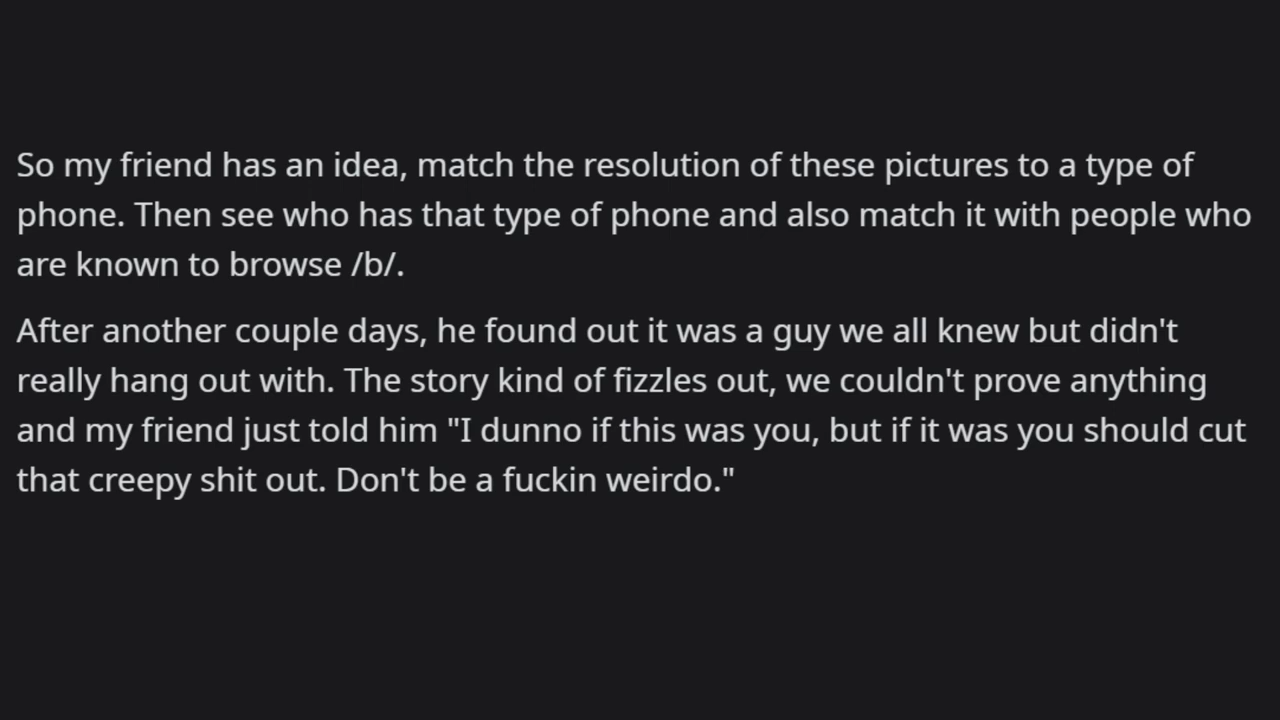 So my friend has an idea, match the resolution of these pictures to a type of
phone. Then see who has that type of phone and also match it with people who
are known to browse /b/.
After another couple days, he found out it was a guy we all knew but didn't
really hang out with. The story kind of fizzles out, we couldn't prove anything
and my friend just told him "I dunno if this was you, but if it was you should cut
that creepy shit out. Don't be a fuckin weirdo."